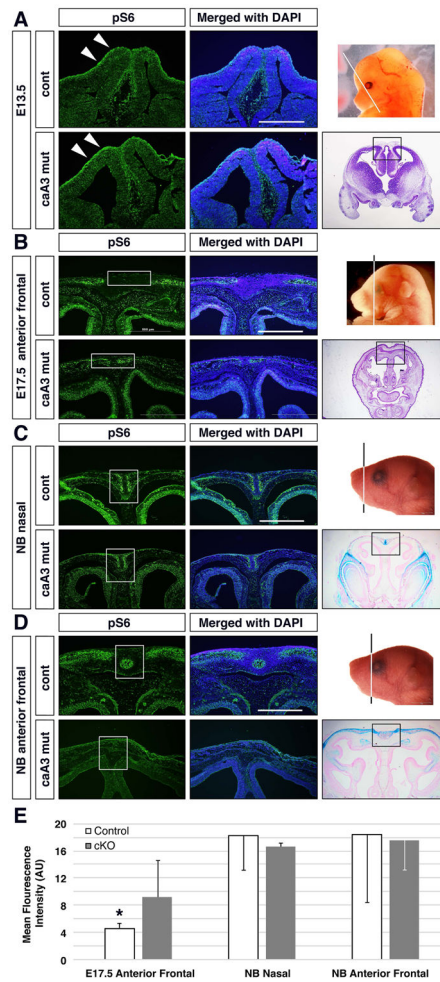 A
pS6
Merged with DAPI
E13.5
cont
caA3 mut
B
pS6
Merged with DAPI
E17.5 anterior frontal
cont
caA3 mut
C
pS6
Merged with DAPI
NB nasal
cont
caA3 mut
D
pS6
Merged with DAPI
NB anterior frontal
cont
caA3 mut
E
Mean Flourescence
Intensity (AU)
20
16
12
8
4
0
Control
cKO
*
E17.5 Anterior Frontal
NB Nasal
NB Anterior Frontal